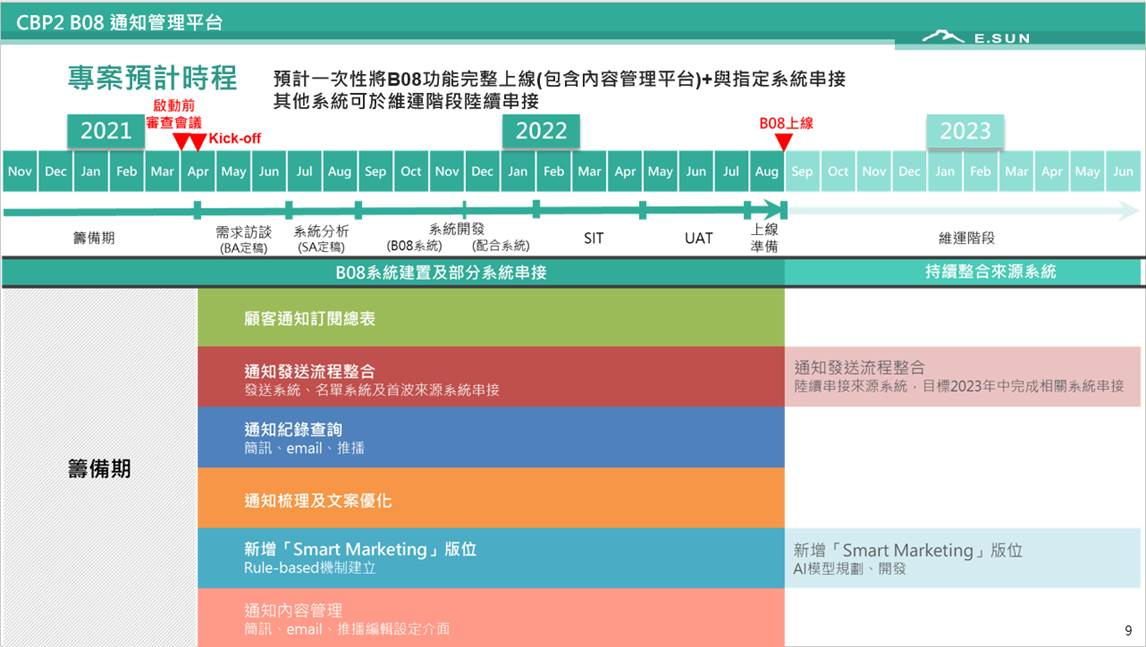 CBP2 B08 通知管理平台
E.SUN
專案預計時程
預計一次性將B08功能完整上線(包含內容管理平台)+與指定系統串接
其他系統可於維運階段陸續串接
啟動前
審查會議
Kick-off
B08上線
2021
2022
2023
Nov Dec Jan Feb Mar Apr May Jun Jul Aug Sep Oct Nov Dec Jan Feb Mar Apr May Jun Jul Aug Sep Oct Nov Dec Jan Feb Mar Apr May Jun
籌備期
需求訪談
(BA定稿)
系統分析
(SA定稿)
系統開發
(B08系統) (配合系統)
SIT
UAT
上線
準備
維運階段
B08系統建置及部分系統串接
持續整合來源系統
籌備期
顧客通知訂閱總表
通知發送流程整合
發送系統、名單系統及首波來源系統串接
通知發送流程整合
陸續串接來源系統，目標2023年中完成相關系統串接
通知紀錄查詢
簡訊、email、推播
通知梳理及文案優化
新增「Smart Marketing」版位
Rule-based機制建立
新增「Smart Marketing」版位
AI模型規劃、開發
通知內容管理
簡訊、email、推播編輯設定介面
9